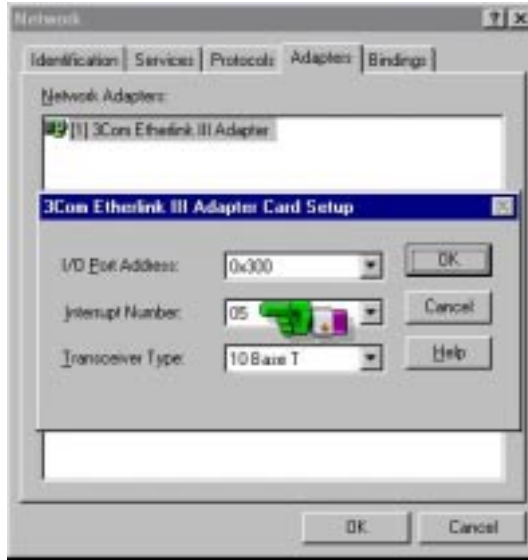 Network
Identification Services Protocols Adapters Bindings
Network Adapters:
[1] 3Com Etherlink III Adapter
3Com Etherlink III Adapter Card Setup
I/O Port Address: 0x300 OK
Interrupt Number: 05 Cancel
Transceiver Type: 10 Base T Help
OK Cancel